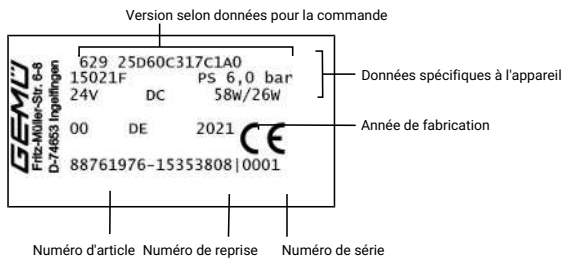 Version selon données pour la commande
GEMÜ
Fritz-Müller-Str. 6-8
D-74653 Ingelfingen
629 25D60C317C1A0
15021F PS 6,0 bar
24V DC 58W/26W
00 DE 2021 CE
88761976-15353808|0001
Données spécifiques à l'appareil
Année de fabrication
Numéro d'article Numéro de reprise Numéro de série